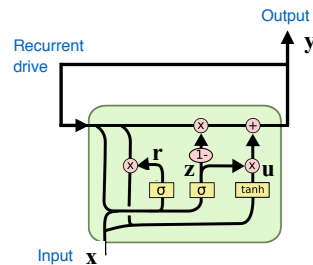 Output
y
Recurrent
drive
x
+
r
1-
z
x
x
u
σ
σ
tanh
Input x